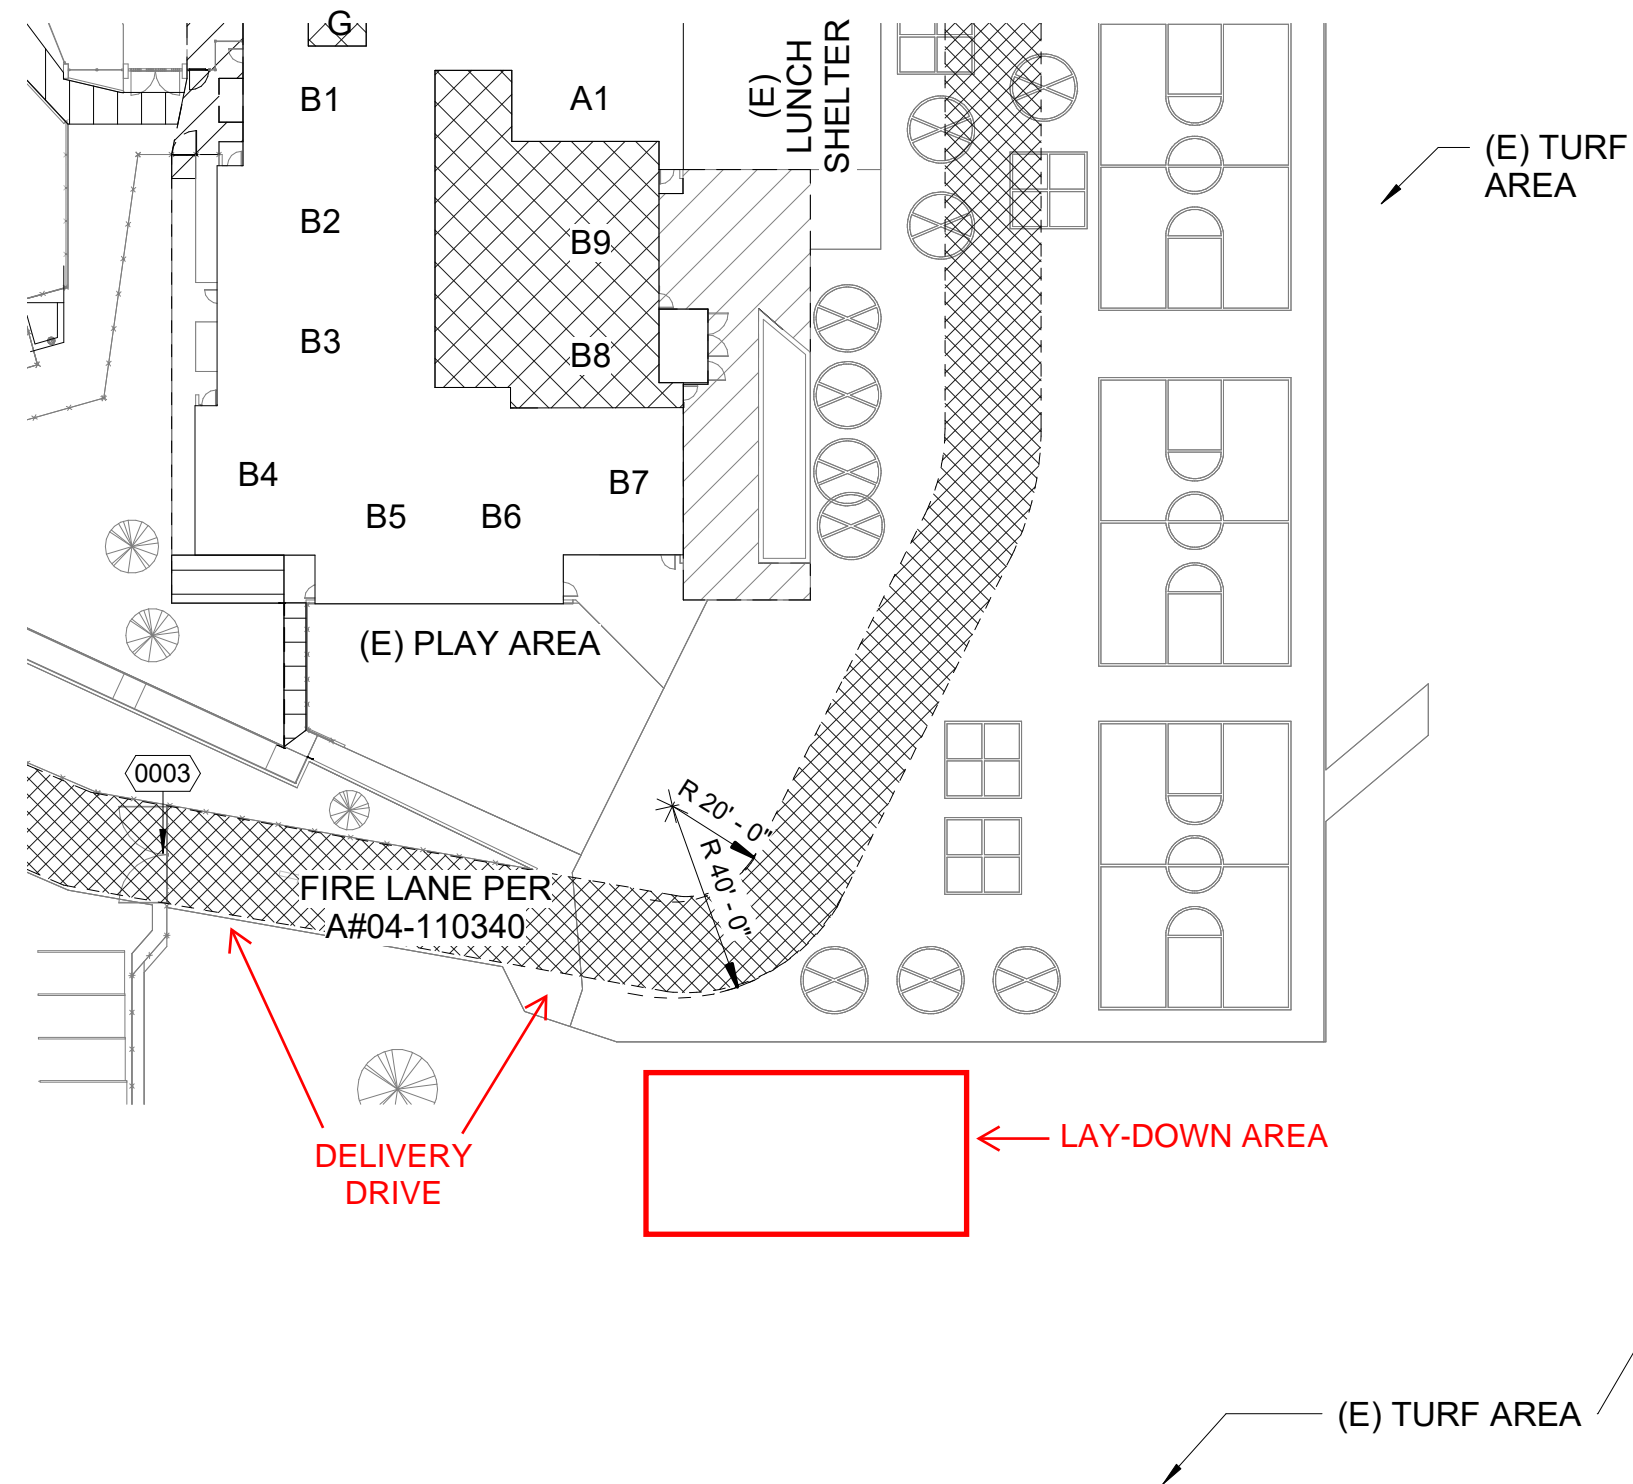 G
B1
A1
(E)
LUNCH
SHELTER
(E) TURF
AREA
B2
B9
B3
B8
B4
B7
B5
B6
(E) PLAY AREA
0003
R 20' - 0"
R 40' - 0"
FIRE LANE PER
A#04-110340
DELIVERY
DRIVE
LAY-DOWN AREA
(E) TURF AREA